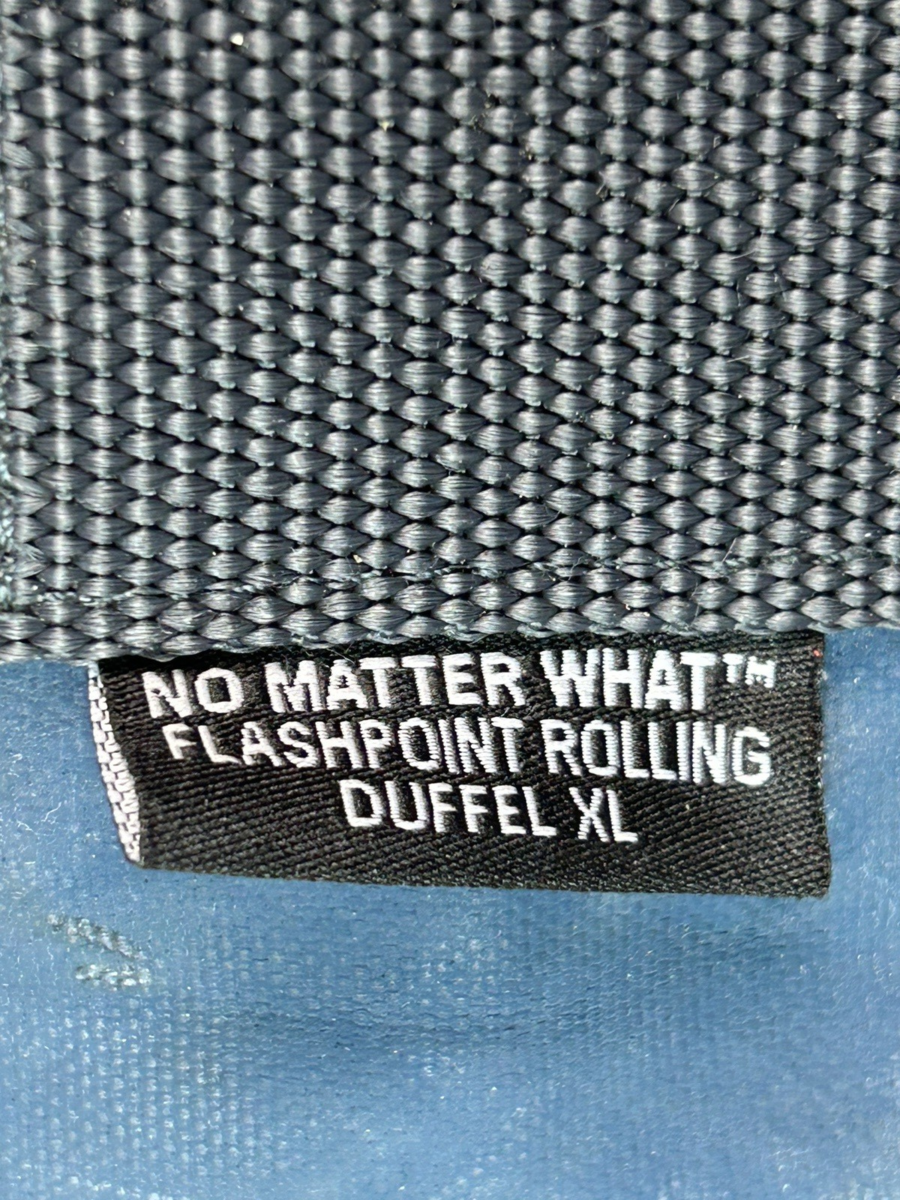 NO MATTER WHAT™
FLASHPOINT ROLLING
DUFFEL XL